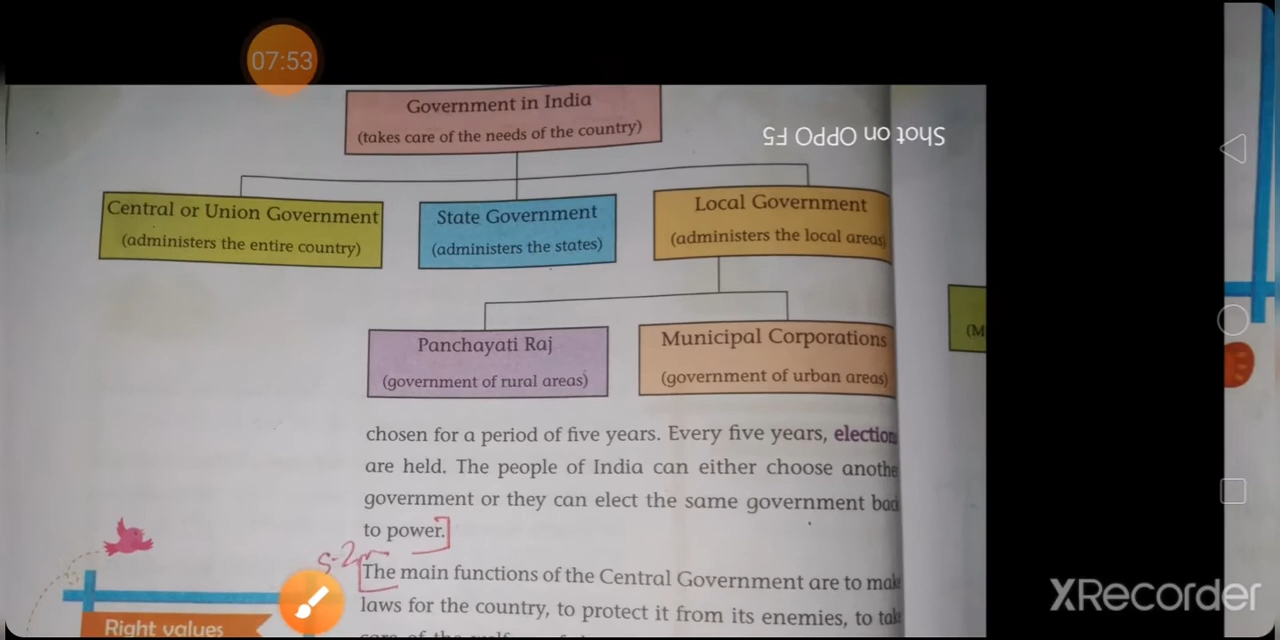 07:53
Government in India
(takes care of the needs of the country)
Shot on OPPO F5
Central or Union Government
(administers the entire country)
State Government
(administers the states)
Local Government
(administers the local areas)
Panchayati Raj
(government of rural areas)
Municipal Corporations
(government of urban areas)
(M
chosen for a period of five years. Every five years, election
are held. The people of India can either choose anothe
government or they can elect the same government bac
to power.
The main functions of the Central Government are to make
laws for the country, to protect it from its enemies, to take
Right values
XRecorder